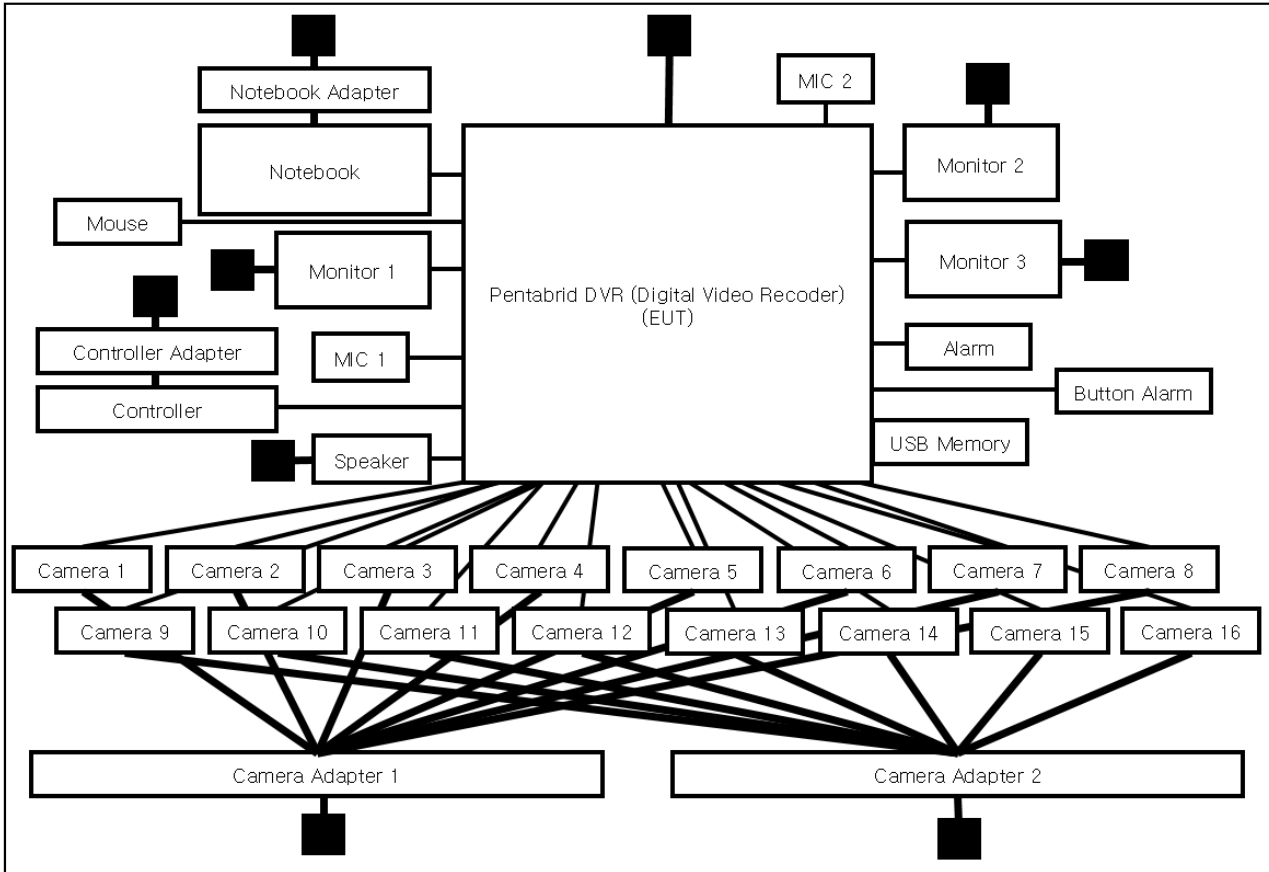 MIC 2
Notebook Adapter
Notebook
Monitor 2
Mouse
Monitor 1
Monitor 3
Pentabrid DVR (Digital Video Recoder)
(EUT)
Controller Adapter
MIC 1
Alarm
Controller
Button Alarm
Speaker
USB Memory
Camera 1
Camera 2
Camera 3
Camera 4
Camera 5
Camera 6
Camera 7
Camera 8
Camera 9
Camera 10
Camera 11
Camera 12
Camera 13
Camera 14
Camera 15
Camera 16
Camera Adapter 1
Camera Adapter 2